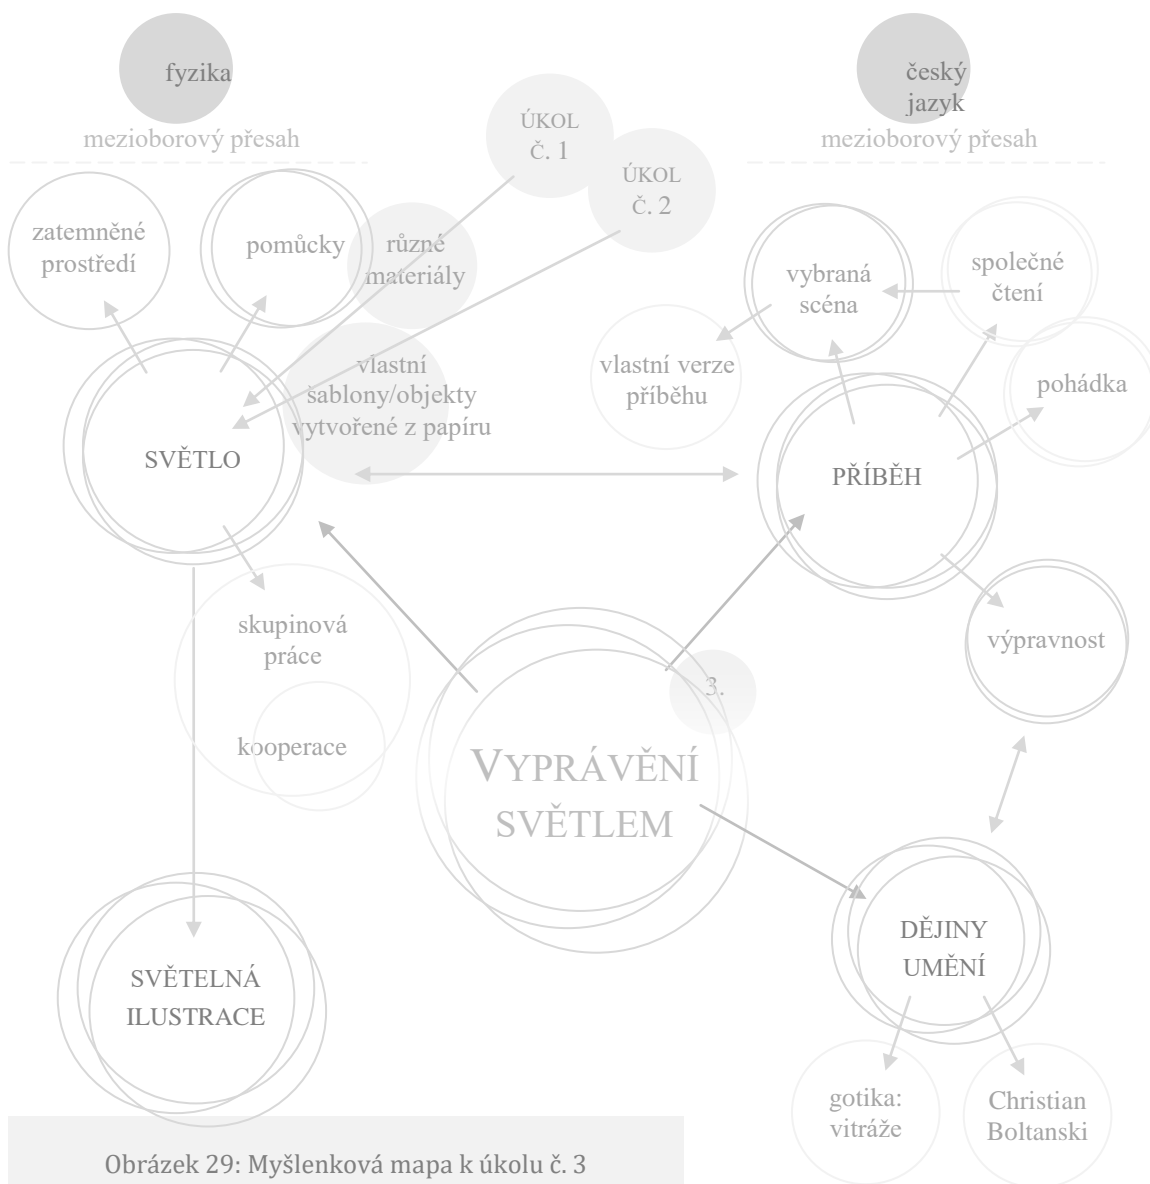 fyzika
český
jazyk
mezioborový přesah
mezioborový přesah
ÚKOL
Č. 1
ÚKOL
Č. 2
zatemněné
prostředí
pomůcky
různé
materiály
vybraná
scéna
společné
čtení
vlastní
šablony/objekty
vytvořené z papíru
vlastní verze
příběhu
pohádka
SVĚTLO
PŘÍBĚH
skupinová
práce
kooperace
výpravnost
3.
VYPRÁVĚNÍ
SVĚTLEM
DĚJINY
UMĚNÍ
SVĚTELNÁ
ILUSTRACE
gotika:
vitráže
Christian
Boltanski
Obrázek 29: Myšlenková mapa k úkolu č. 3